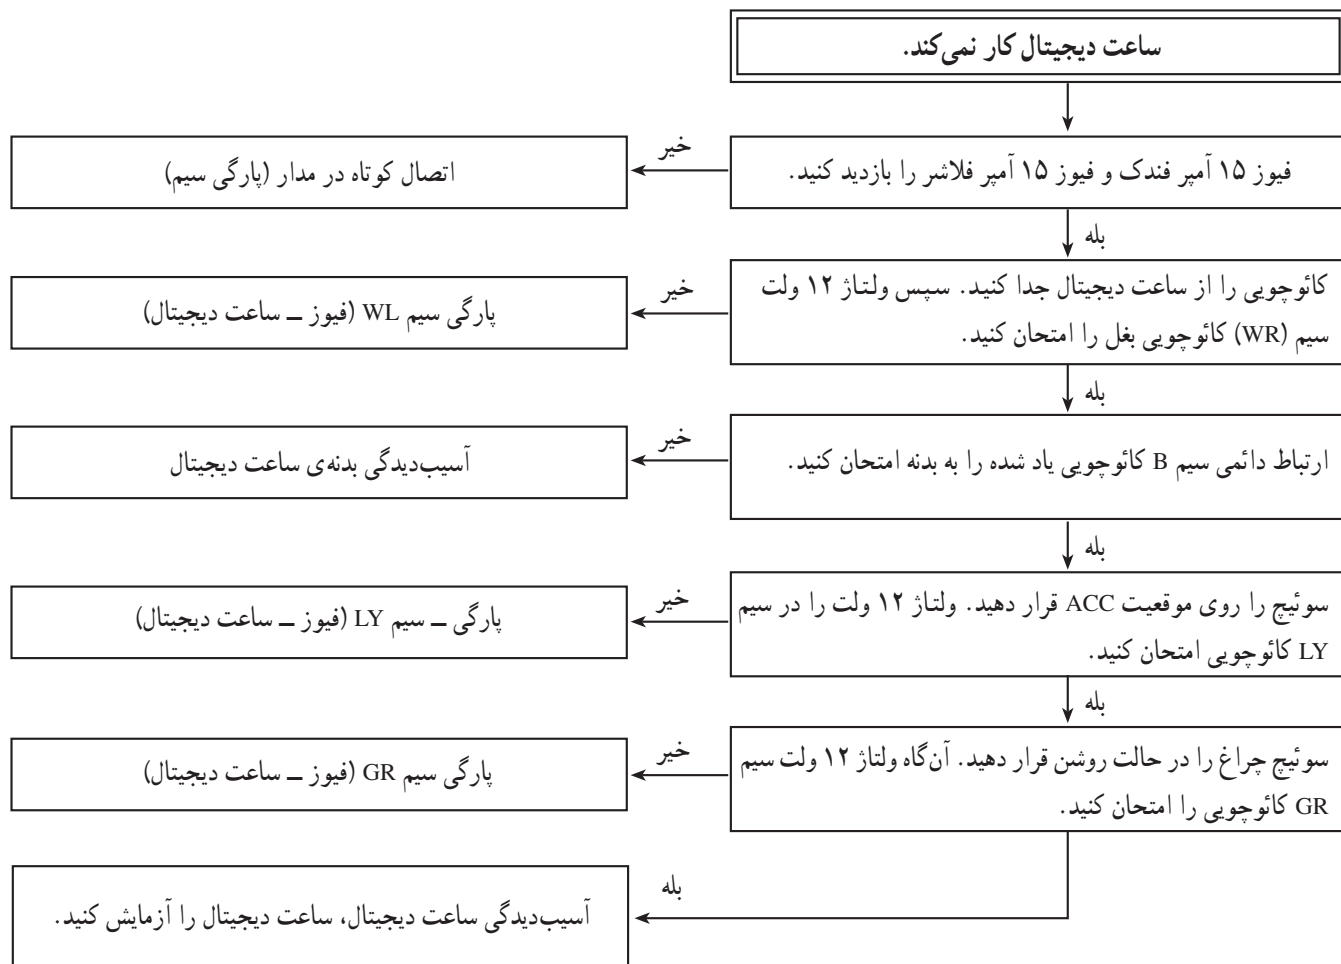 ساعت دیجیتال کار نمی‌کند.
فیوز ۱۵ آمپر فندک و فیوز ۱۵ آمپر فلاشر را بازدید کنید.
خیر
اتصال کوتاه در مدار (پارگی سیم)
بله
کائوچویی را از ساعت دیجیتال جدا کنید. سپس ولتاژ ۱۲ ولت
سیم (WR) کائوچویی بغل را امتحان کنید.
خیر
پارگی سیم WL (فیوز ــ ساعت دیجیتال)
بله
ارتباط دائمی سیم B کائوچویی یاد شده را به بدنه امتحان کنید.
خیر
آسیب‌دیدگی بدنه‌ی ساعت دیجیتال
بله
سوئیچ را روی موقعیت ACC قرار دهید. ولتاژ ۱۲ ولت را در سیم
LY کائوچویی امتحان کنید.
خیر
پارگی ــ سیم LY (فیوز ــ ساعت دیجیتال)
بله
سوئیچ چراغ را در حالت روشن قرار دهید. آن‌گاه ولتاژ ۱۲ ولت سیم
GR کائوچویی را امتحان کنید.
خیر
پارگی سیم GR (فیوز ــ ساعت دیجیتال)
بله
آسیب‌دیدگی ساعت دیجیتال، ساعت دیجیتال را آزمایش کنید.